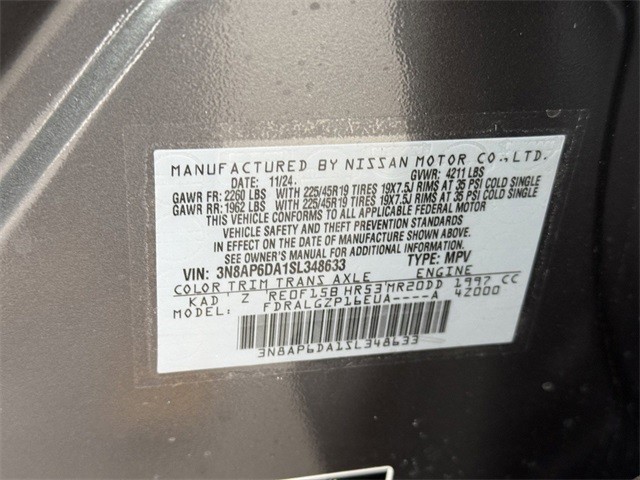 MANUFACTURED BY NISSAN MOTOR CO., LTD.
DATE: 11/24 GVWR: 4211 LBS
GAWR FR: 2260 LBS WITH 225/45R19 TIRES 19X7.5J RIMS AT 35 PSI COLD SINGLE
GAWR RR: 1962 LBS WITH 225/45R19 TIRES 19X7.5J RIMS AT 35 PSI COLD SINGLE
THIS VEHICLE CONFORMS TO ALL APPLICABLE FEDERAL MOTOR
VEHICLE SAFETY AND THEFT PREVENTION STANDARDS
IN EFFECT ON THE DATE OF MANUFACTURE SHOWN ABOVE.
SEE OWNER'S MANUAL FOR ADDITIONAL INFORMATION.
VIN: 3N8AP6DA1SL348633 TYPE: MPV
COLOR TRIM TRANS AXLE ENGINE
KAD Z RE0F15B HR53 MR20DD 1997 CC
MODEL: FDRALGZP16EUA----A 42000
3N8AP6DA1SL348633